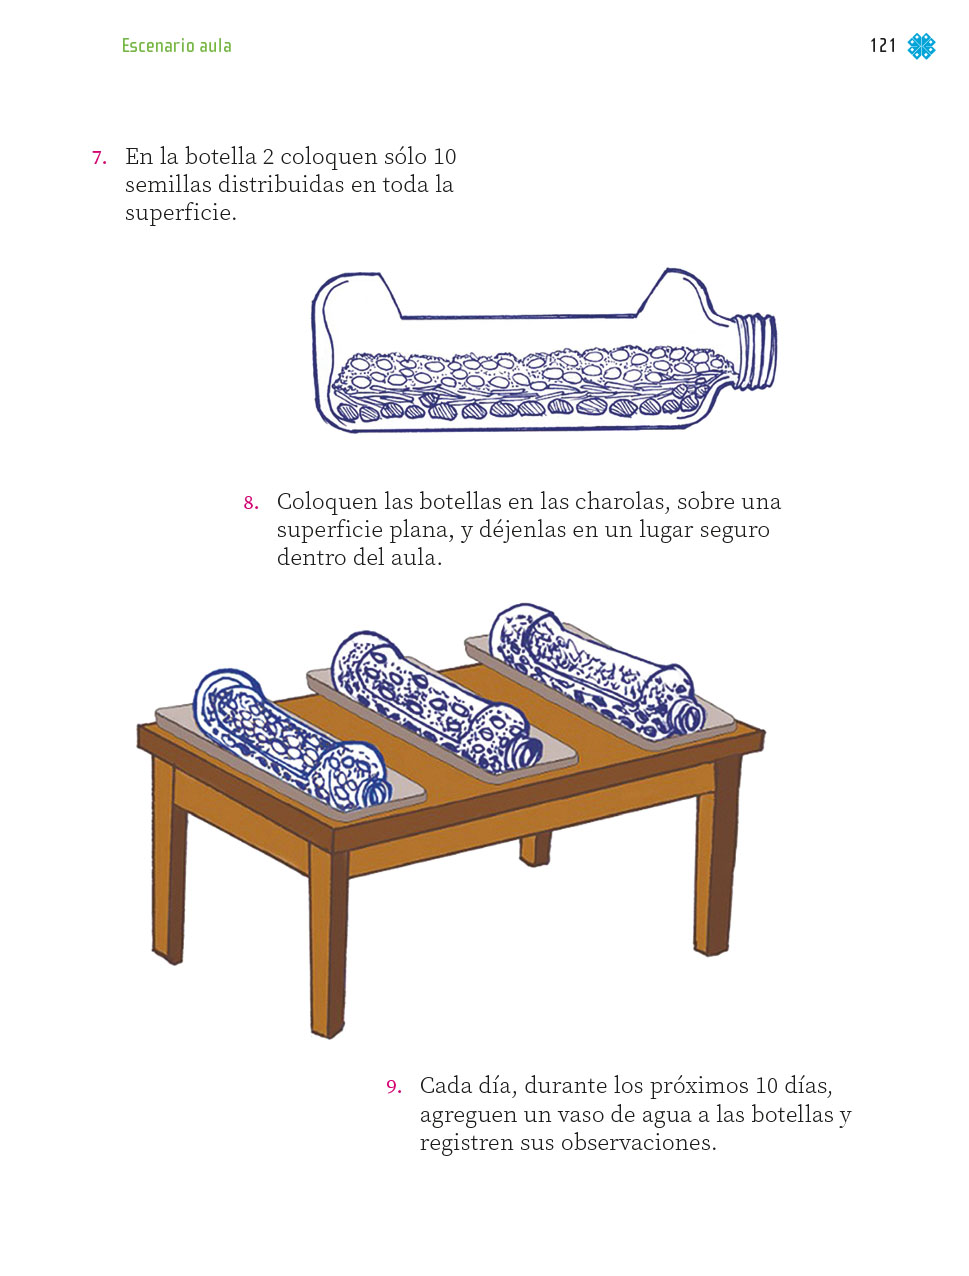 Escenario aula
121
7. En la botella 2 coloquen sólo 10
semillas distribuidas en toda la
superficie.
8. Coloquen las botellas en las charolas, sobre una
superficie plana, y déjenlas en un lugar seguro
dentro del aula.
9. Cada día, durante los próximos 10 días,
agreguen un vaso de agua a las botellas y
registren sus observaciones.